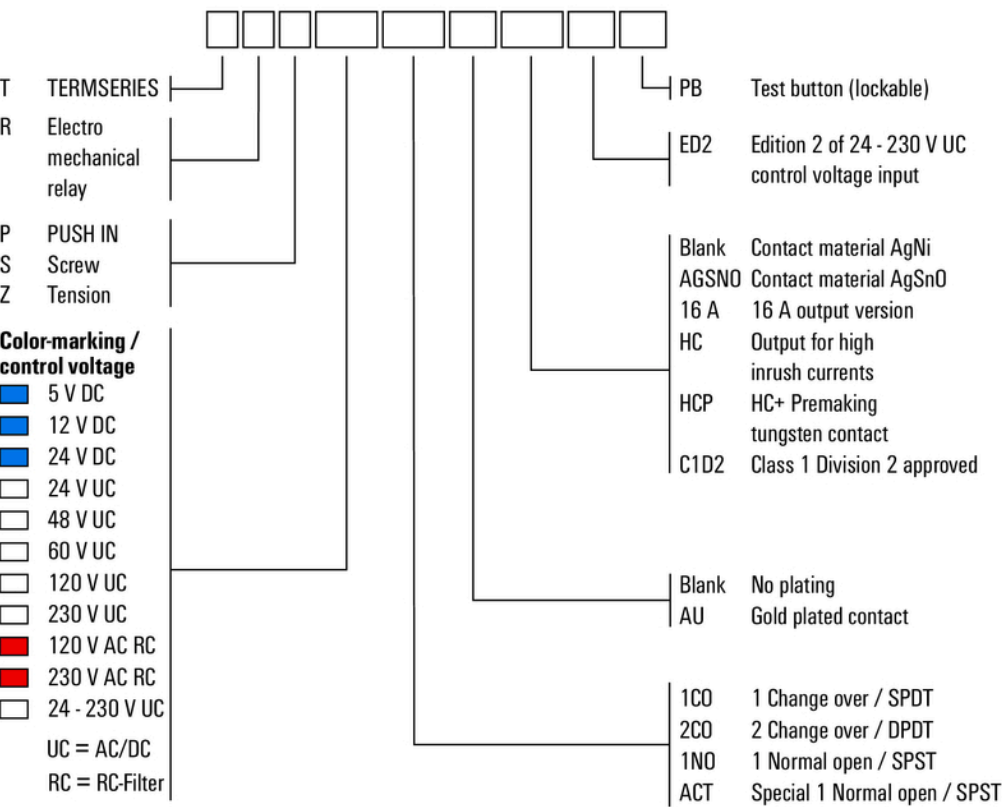 T TERMSERIES
R Electro
mechanical
relay
P PUSH IN
S Screw
Z Tension
Color-marking /
control voltage
5 V DC
12 V DC
24 V DC
24 V UC
48 V UC
60 V UC
120 V UC
230 V UC
120 V AC RC
230 V AC RC
24 - 230 V UC
UC = AC/DC
RC = RC-Filter
PB Test button (lockable)
ED2 Edition 2 of 24 - 230 V UC
control voltage input
Blank Contact material AgNi
AGSNO Contact material AgSnO
16 A 16 A output version
HC Output for high
inrush currents
HCP HC+ Premaking
tungsten contact
C1D2 Class 1 Division 2 approved
Blank No plating
AU Gold plated contact
1CO 1 Change over / SPDT
2CO 2 Change over / DPDT
1NO 1 Normal open / SPST
ACT Special 1 Normal open / SPST